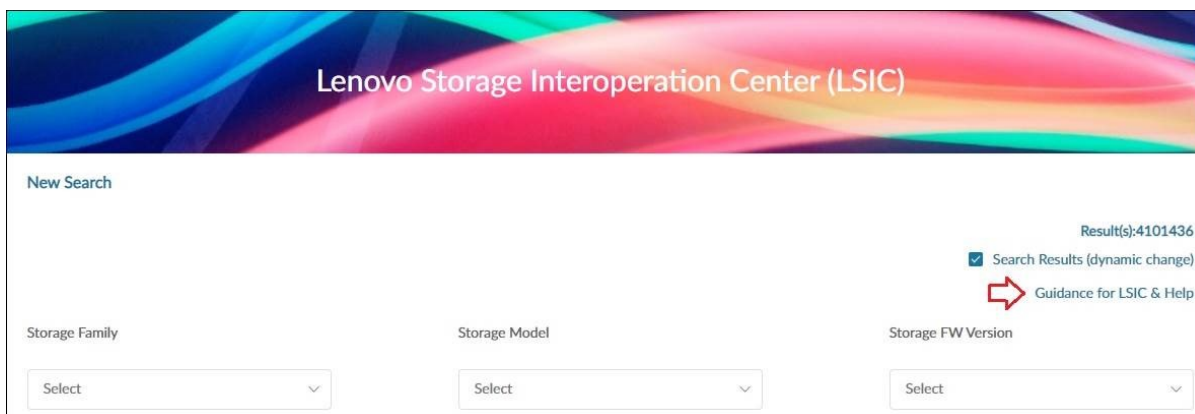 Lenovo Storage Interoperation Center (LSIC)
New Search
Result(s):4101436
Search Results (dynamic change)
Guidance for LSIC & Help
Storage Family
Storage Model
Storage FW Version
Select
Select
Select